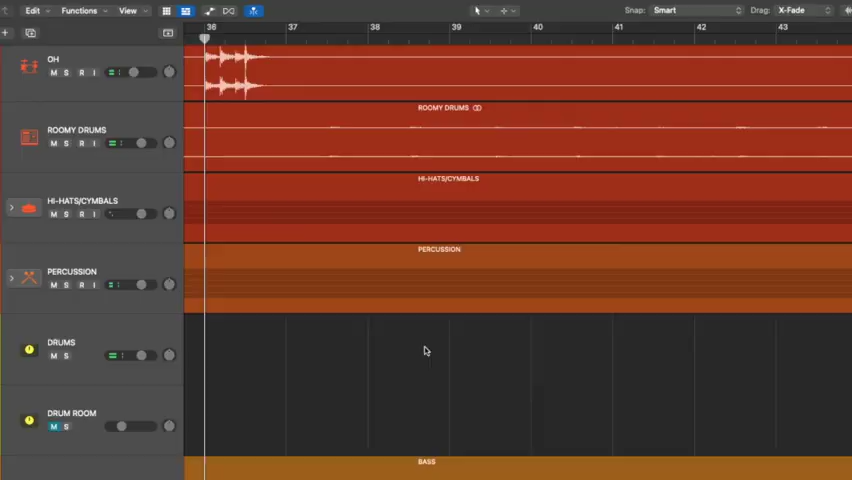 Edit Functions View Snap: Smart Drag: X-Fade
36 37 38 39 40 41 42 43
OH
M S R I
ROOMY DRUMS
ROOMY DRUMS
M S R I
HI-HATS/CYMBALS
HI-HATS/CYMBALS
M S R I
PERCUSSION
PERCUSSION
M S R I
DRUMS
M S
DRUM ROOM
M S
BASS